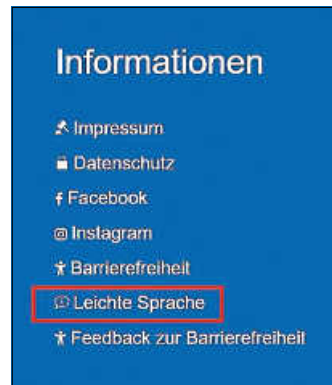 Informationen
Impressum
Datenschutz
Facebook
Instagram
Barrierefreiheit
Leichte Sprache
Feedback zur Barrierefreiheit